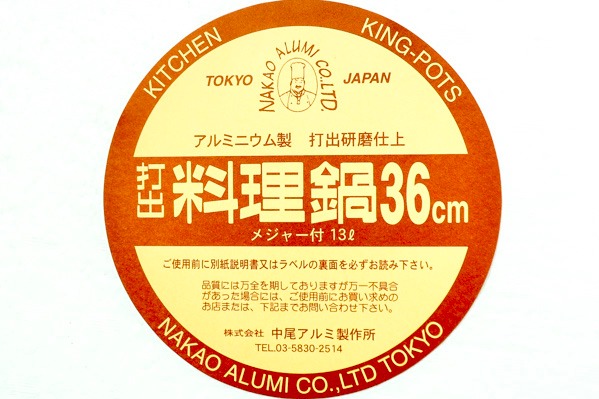 KITCHEN KING-POTS
NAKAO ALUMI CO.,LTD.
TOKYO JAPAN
アルミニウム製 打出研磨仕上
打出 料理鍋36cm
メジャー付 13ℓ
ご使用前に別紙説明書又はラベルの裏面を必ずお読み下さい。
品質には万全を期しておりますが万一不具合
があった場合には、ご使用前にお買い求めの
お店または、下記までお問い合わせ下さい。
株式会社 中尾アルミ製作所
TEL.03-5830-2514
NAKAO ALUMI CO.,LTD TOKYO